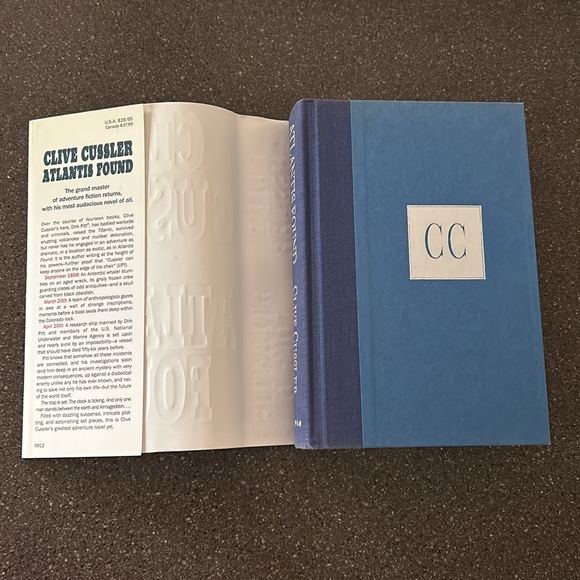 U.S.A. $26.95
Canada $37.99
CLIVE CUSSLER
ATLANTIS FOUND
The grand master
of adventure fiction returns,
with his most audacious novel of all.
Over the course of fourteen books, Clive
Cussler's hero, Dirk Pitt®, has battled warlords
and criminals, raised the Titanic, survived
erupting volcanoes and nuclear detonation,
but never has he engaged in an adventure as
dramatic, in a location as exotic, as in Atlantis
Found. It is the author writing at the height of
his powers—further proof that "Cussler can
keep anyone on the edge of his chair" (UPI).
September 1858: An Antarctic whaler stum-
bles on an aged wreck, its grisly frozen crew
guarding crates of odd antiquities—and a skull
carved from black obsidian.
March 2001: A team of anthropologists gazes
in awe at a wall of strange inscriptions,
moments before a blast seals them deep within
the Colorado rock.
April 2001: A research ship manned by Dirk
Pitt and members of the U.S. National
Underwater and Marine Agency is set upon
and nearly sunk by an impossibility—a vessel
that should have died fifty-six years before.
Pitt knows that somehow all these incidents
are connected, and his investigations soon
land him deep in an ancient mystery with very
modern consequences, up against a diabolical
enemy unlike any he has ever known, and rac-
ing to save not only his own life—but the future
of the world itself.
The trap is set. The clock is ticking. And only one
man stands between the earth and Armageddon. . . .
Filled with dazzling suspense, intricate plot-
ting, and astonishing set pieces, this is Clive
Cussler's greatest adventure novel yet.
9912
ATLANTIS FOUND CLIVE CUSSLER
CC